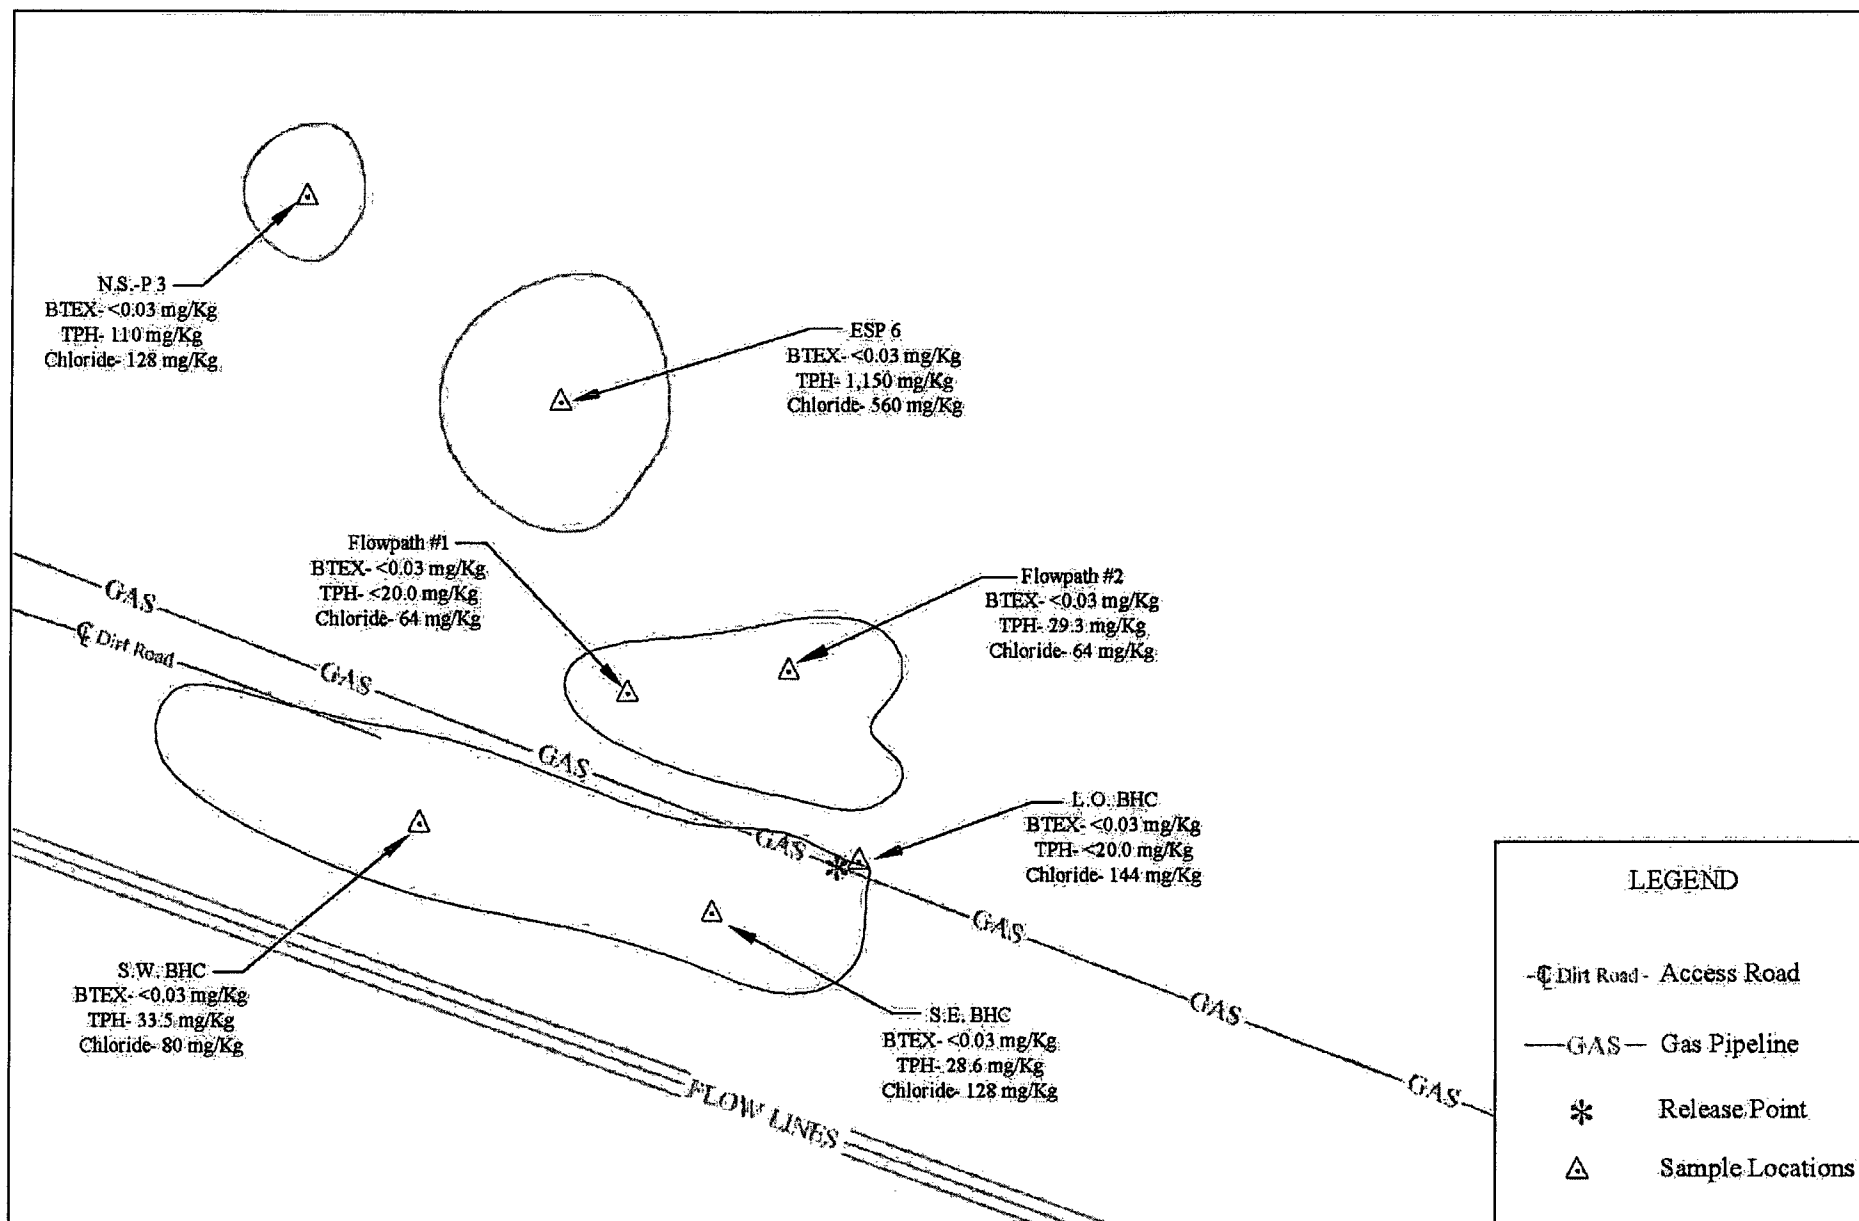 N.S.-P 3
BTEX- <0.03 mg/Kg
TPH- 110 mg/Kg
Chloride- 128 mg/Kg
ESP 6
BTEX- <0.03 mg/Kg
TPH- 1,150 mg/Kg
Chloride- 560 mg/Kg
Flowpath #1
BTEX- <0.03 mg/Kg
TPH- <20.0 mg/Kg
Chloride- 64 mg/Kg
Flowpath #2
BTEX- <0.03 mg/Kg
TPH- 29.3 mg/Kg
Chloride- 64 mg/Kg
GAS
℄ Dirt Road
GAS
GAS
GAS
L.O. BHC
BTEX- <0.03 mg/Kg
TPH- <20.0 mg/Kg
Chloride- 144 mg/Kg
GAS
GAS
GAS
S.W. BHC
BTEX- <0.03 mg/Kg
TPH- 33.5 mg/Kg
Chloride- 80 mg/Kg
S.E. BHC
BTEX- <0.03 mg/Kg
TPH- 28.6 mg/Kg
Chloride- 128 mg/Kg
FLOW LINES
LEGEND
-℄ Dirt Road- Access Road
—GAS— Gas Pipeline
* Release Point
Sample Locations